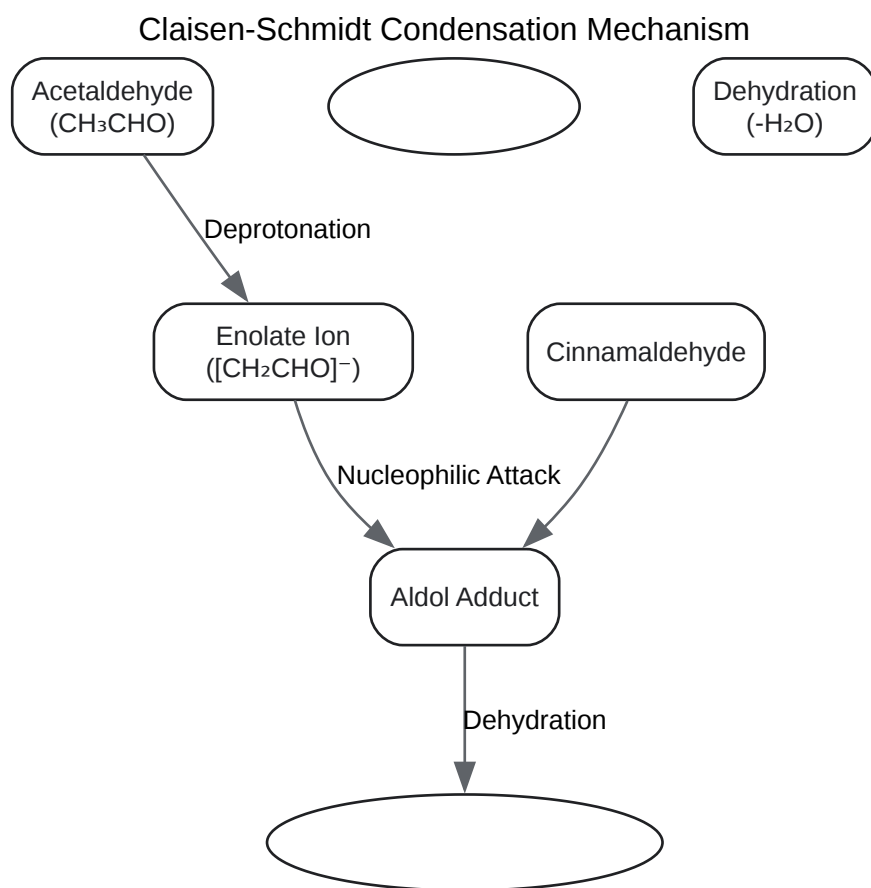 Claisen-Schmidt Condensation Mechanism
Acetaldehyde
(CH₃CHO)
Dehydration
(-H₂O)
Deprotonation
Enolate Ion
([CH₂CHO]⁻)
Cinnamaldehyde
Nucleophilic Attack
Aldol Adduct
Dehydration